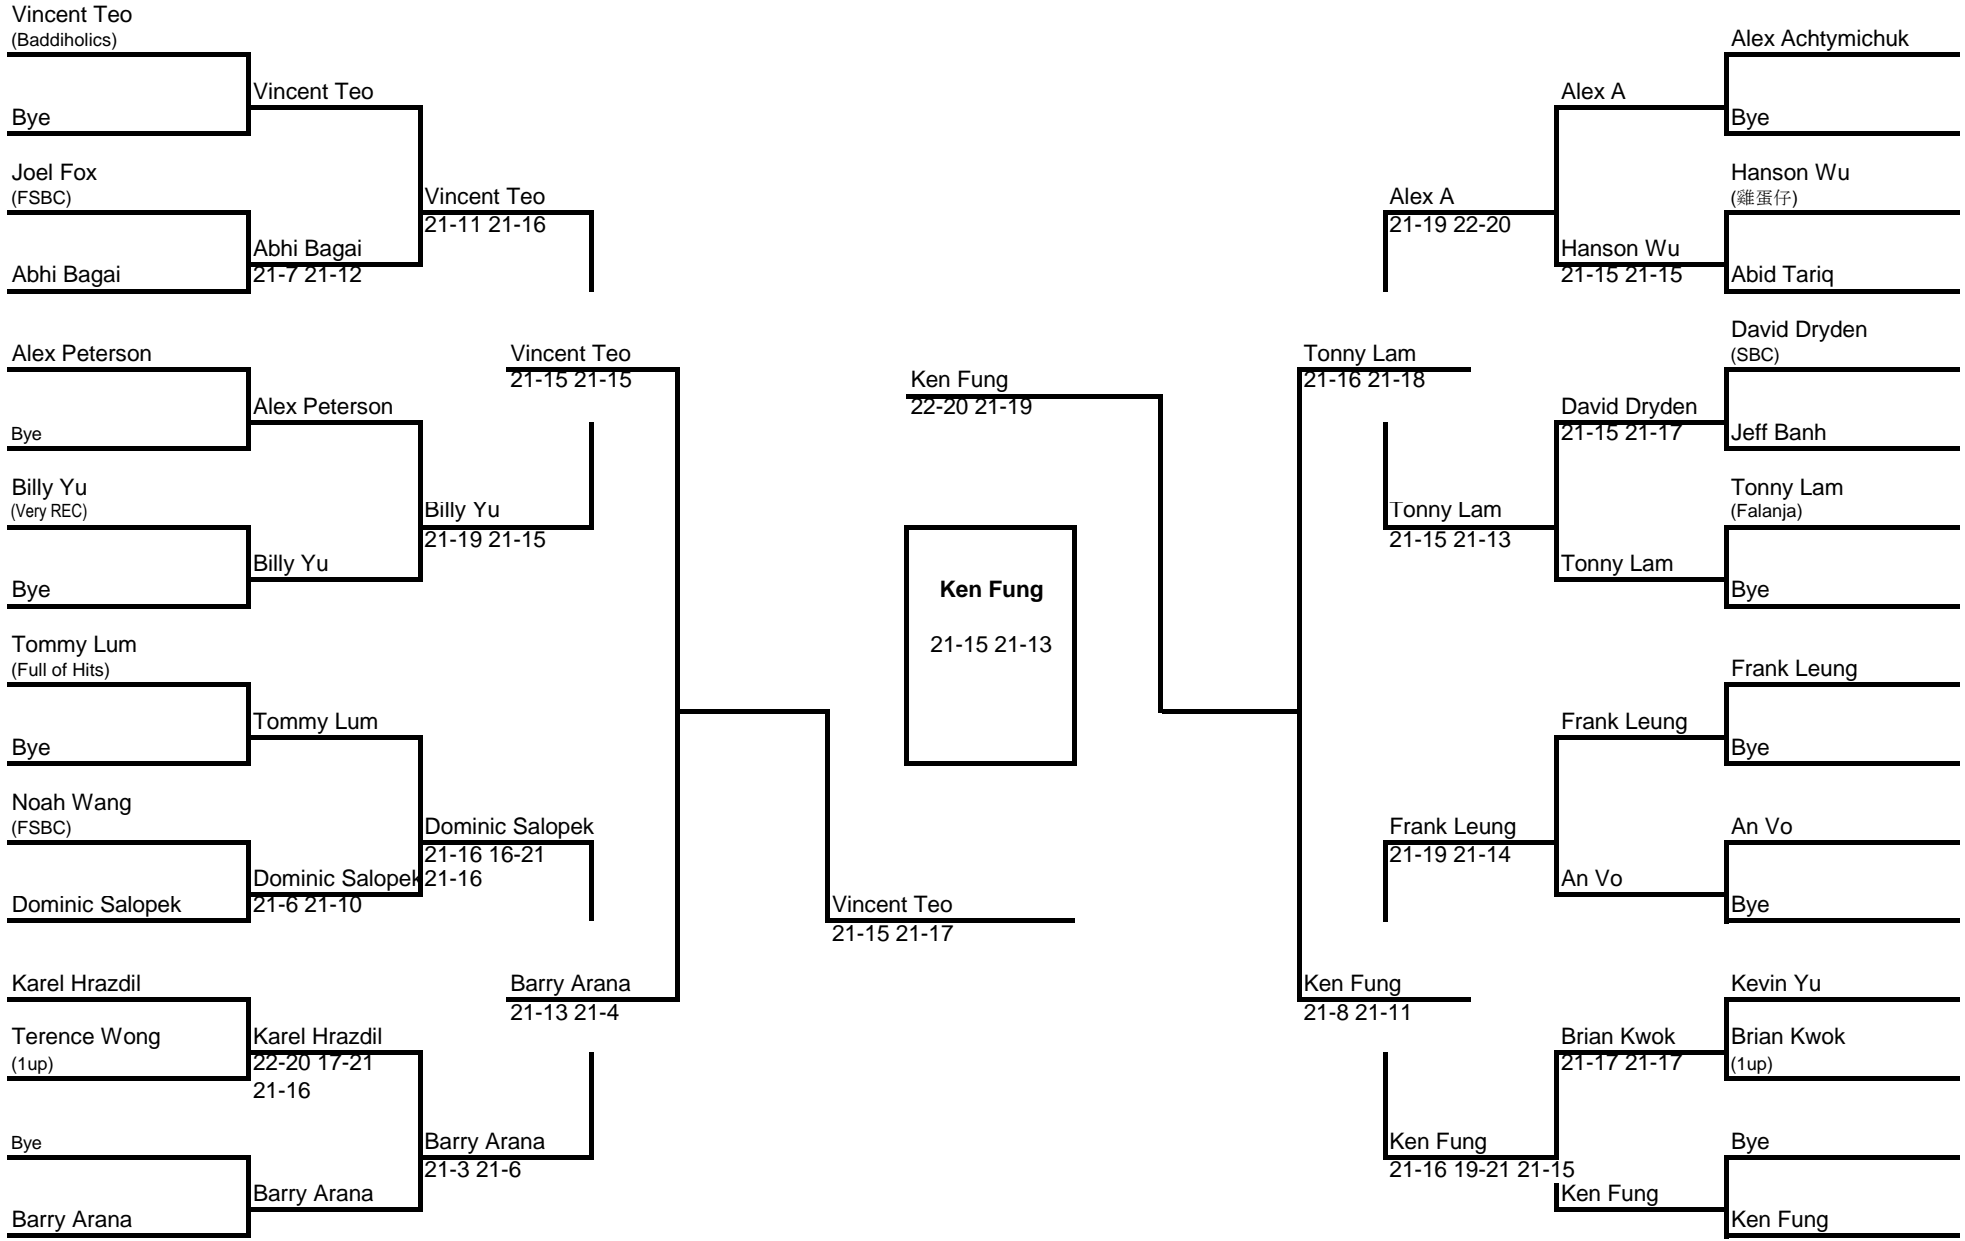 Vincent Teo
(Baddiholics)
Bye
Joel Fox
(FSBC)
Abhi Bagai
Alex Peterson
Bye
Billy Yu
(Very REC)
Bye
Tommy Lum
(Full of Hits)
Bye
Noah Wang
(FSBC)
Dominic Salopek
Karel Hrazdil
Terence Wong
(1up)
Bye
Barry Arana
Vincent Teo
Abhi Bagai
21-7 21-12
Alex Peterson
Billy Yu
Tommy Lum
Dominic Salopek
21-6 21-10
Karel Hrazdil
22-20 17-21
21-16
Barry Arana
Vincent Teo
21-11 21-16
Billy Yu
21-19 21-15
Dominic Salopek
21-16 16-21
21-16
Barry Arana
21-3 21-6
Vincent Teo
21-15 21-15
Barry Arana
21-13 21-4
Vincent Teo
21-15 21-17
Ken Fung
22-20 21-19
Ken Fung
21-15 21-13
Tonny Lam
21-16 21-18
Ken Fung
21-8 21-11
Alex A
21-19 22-20
Tonny Lam
21-15 21-13
Frank Leung
21-19 21-14
Ken Fung
21-16 19-21 21-15
Alex A
Hanson Wu
21-15 21-15
David Dryden
21-15 21-17
Tonny Lam
Frank Leung
An Vo
Brian Kwok
21-17 21-17
Ken Fung
Alex Achtymichuk
Bye
Hanson Wu
(雞蛋仔)
Abid Tariq
David Dryden
(SBC)
Jeff Banh
Tonny Lam
(Falanja)
Bye
Frank Leung
Bye
An Vo
Bye
Kevin Yu
Brian Kwok
(1up)
Bye
Ken Fung